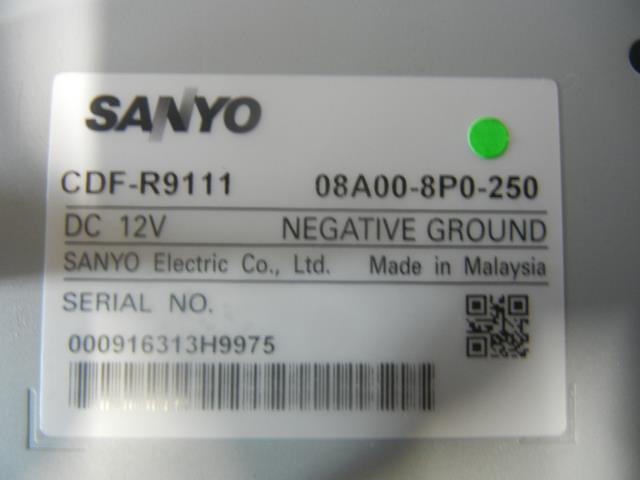 SANYO
CDF-R9111 08A00-8P0-250
DC 12V NEGATIVE GROUND
SANYO Electric Co., Ltd. Made in Malaysia
SERIAL NO.
000916313H9975